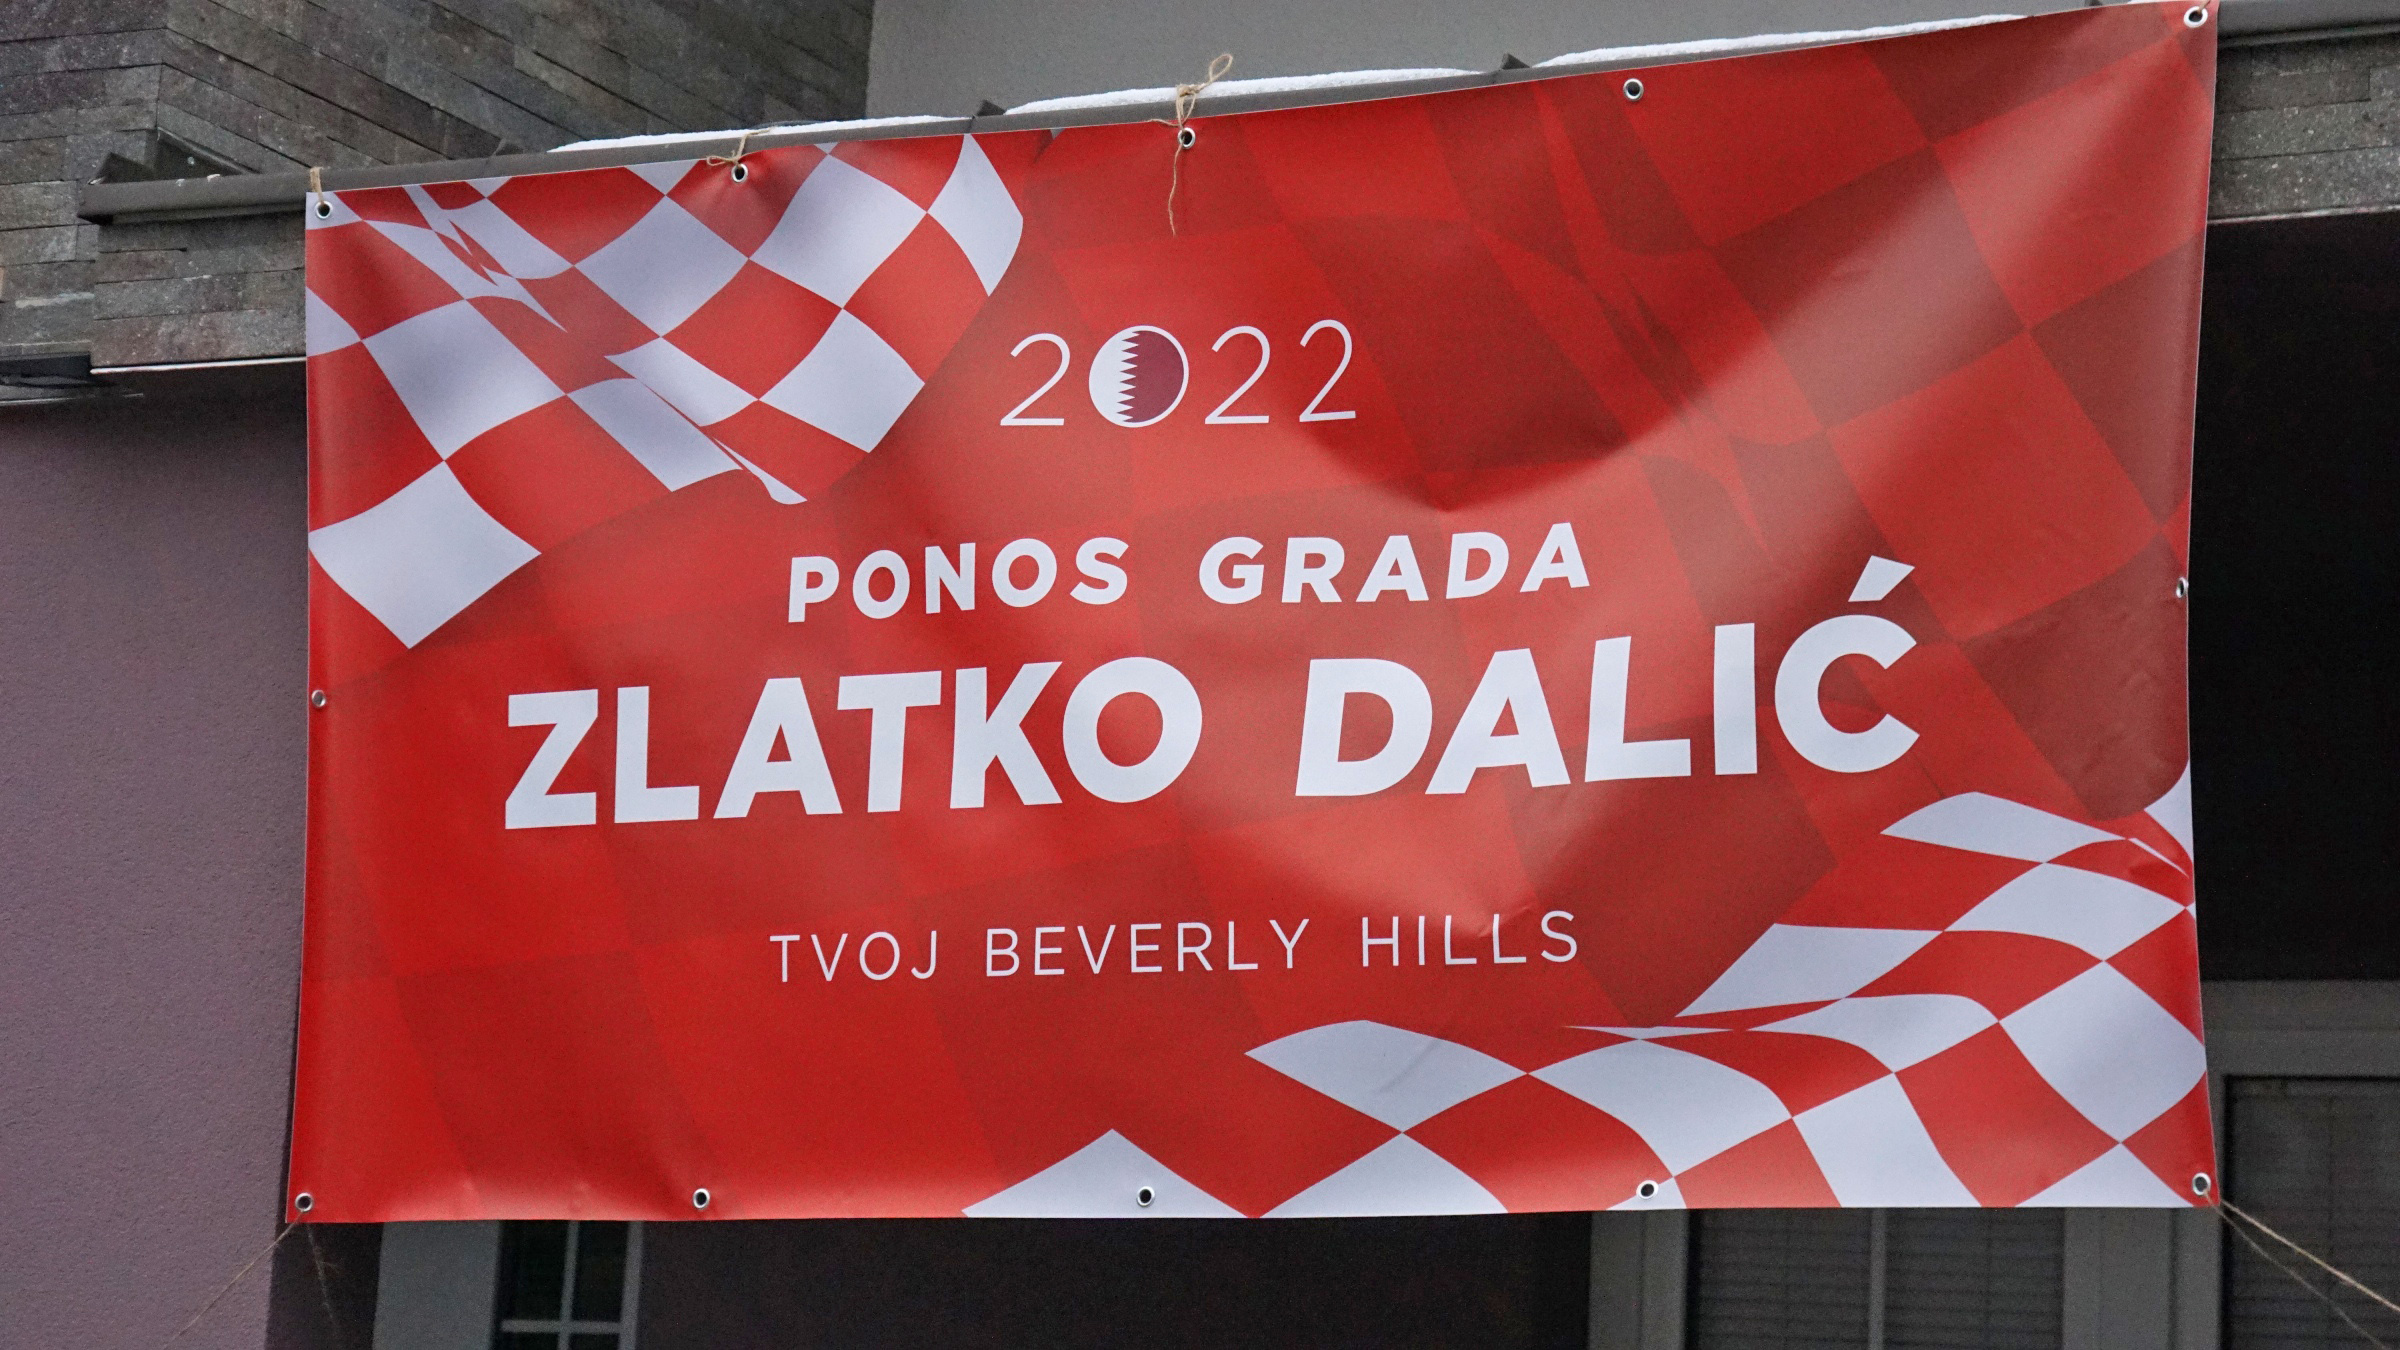 2022
PONOS GRADA
ZLATKO DALIĆ
TVOJ BEVERLY HILLS